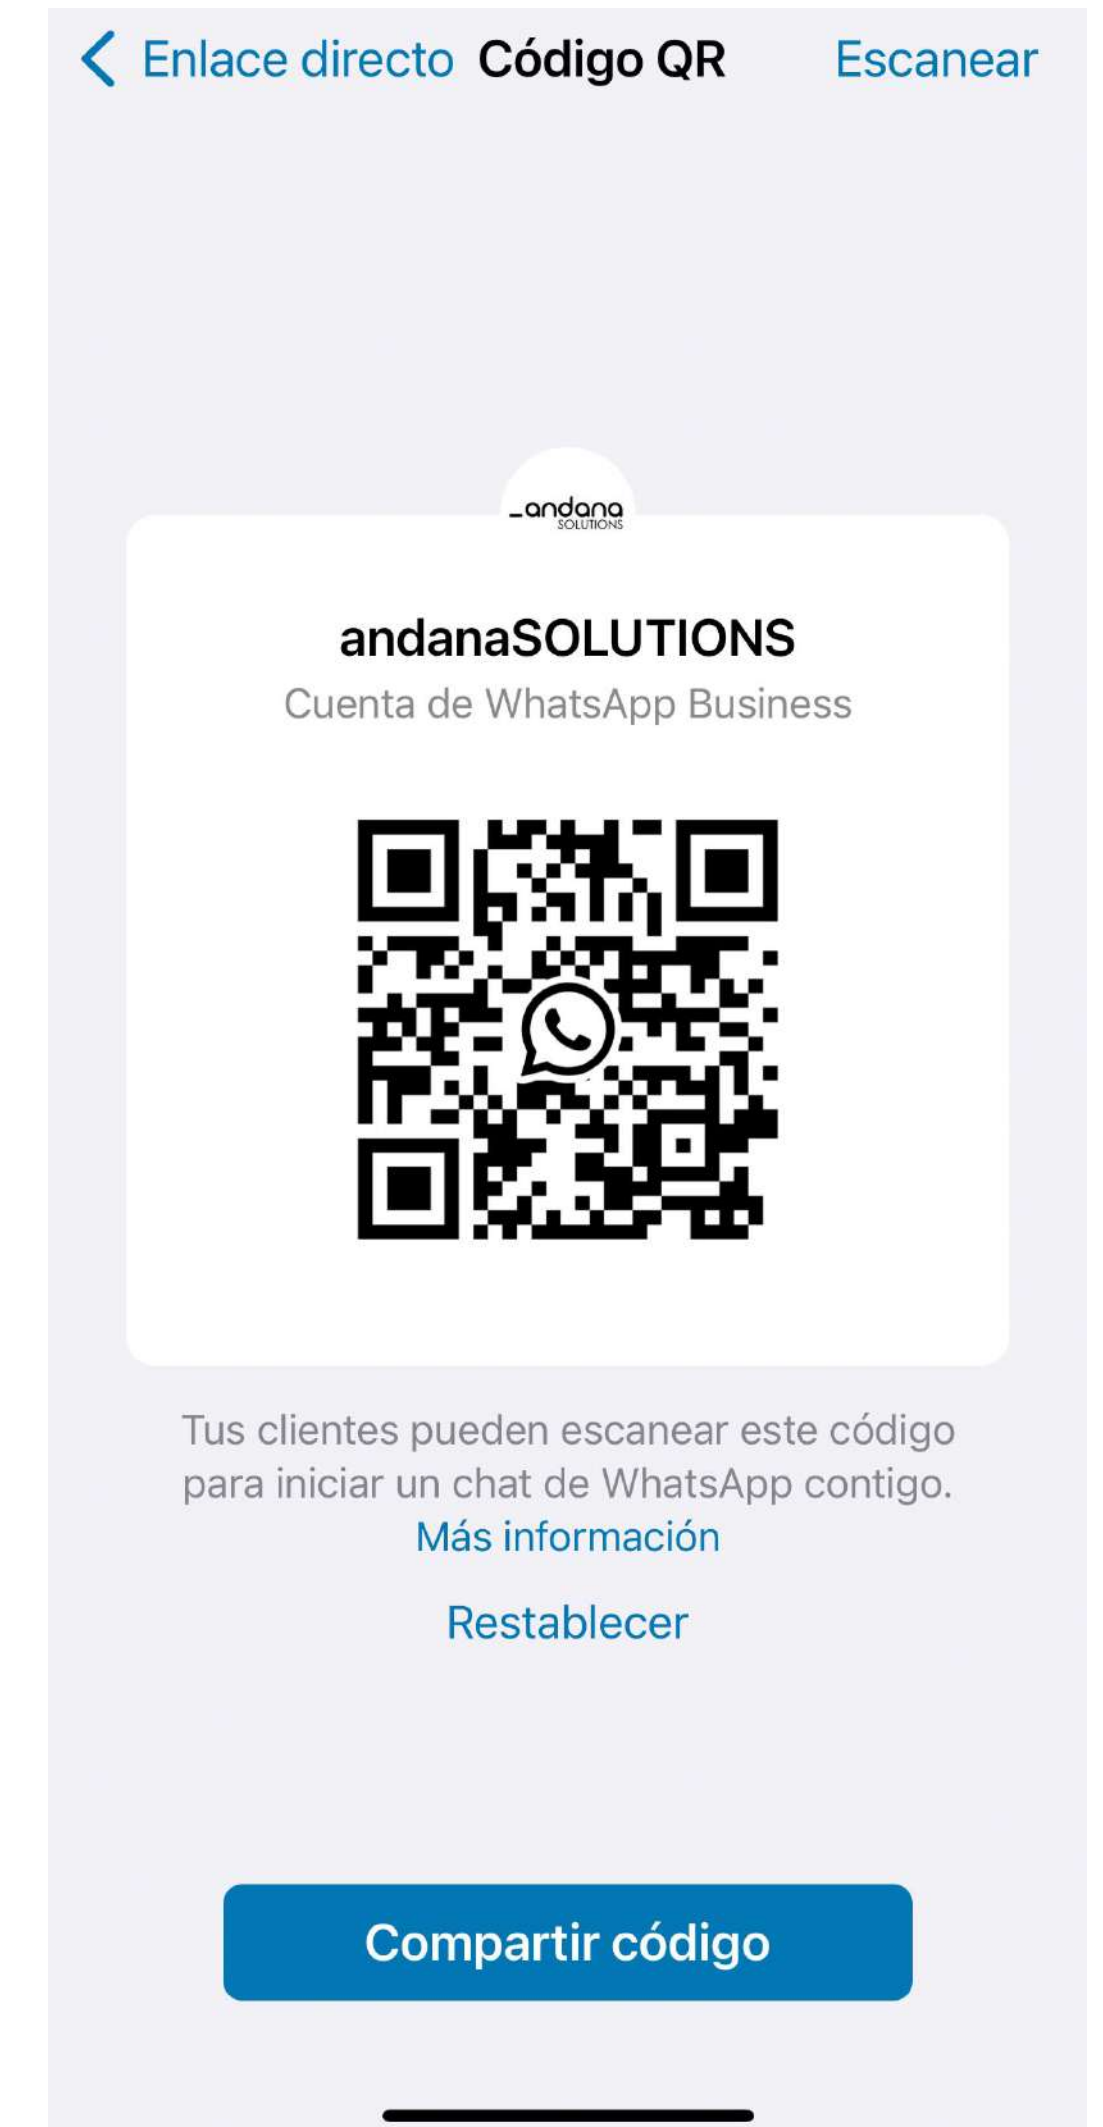 Enlace directo Código QR Escanear
_andana
SOLUTIONS
andanaSOLUTIONS
Cuenta de WhatsApp Business
Tus clientes pueden escanear este código
para iniciar un chat de WhatsApp contigo.
Más información
Restablecer
Compartir código